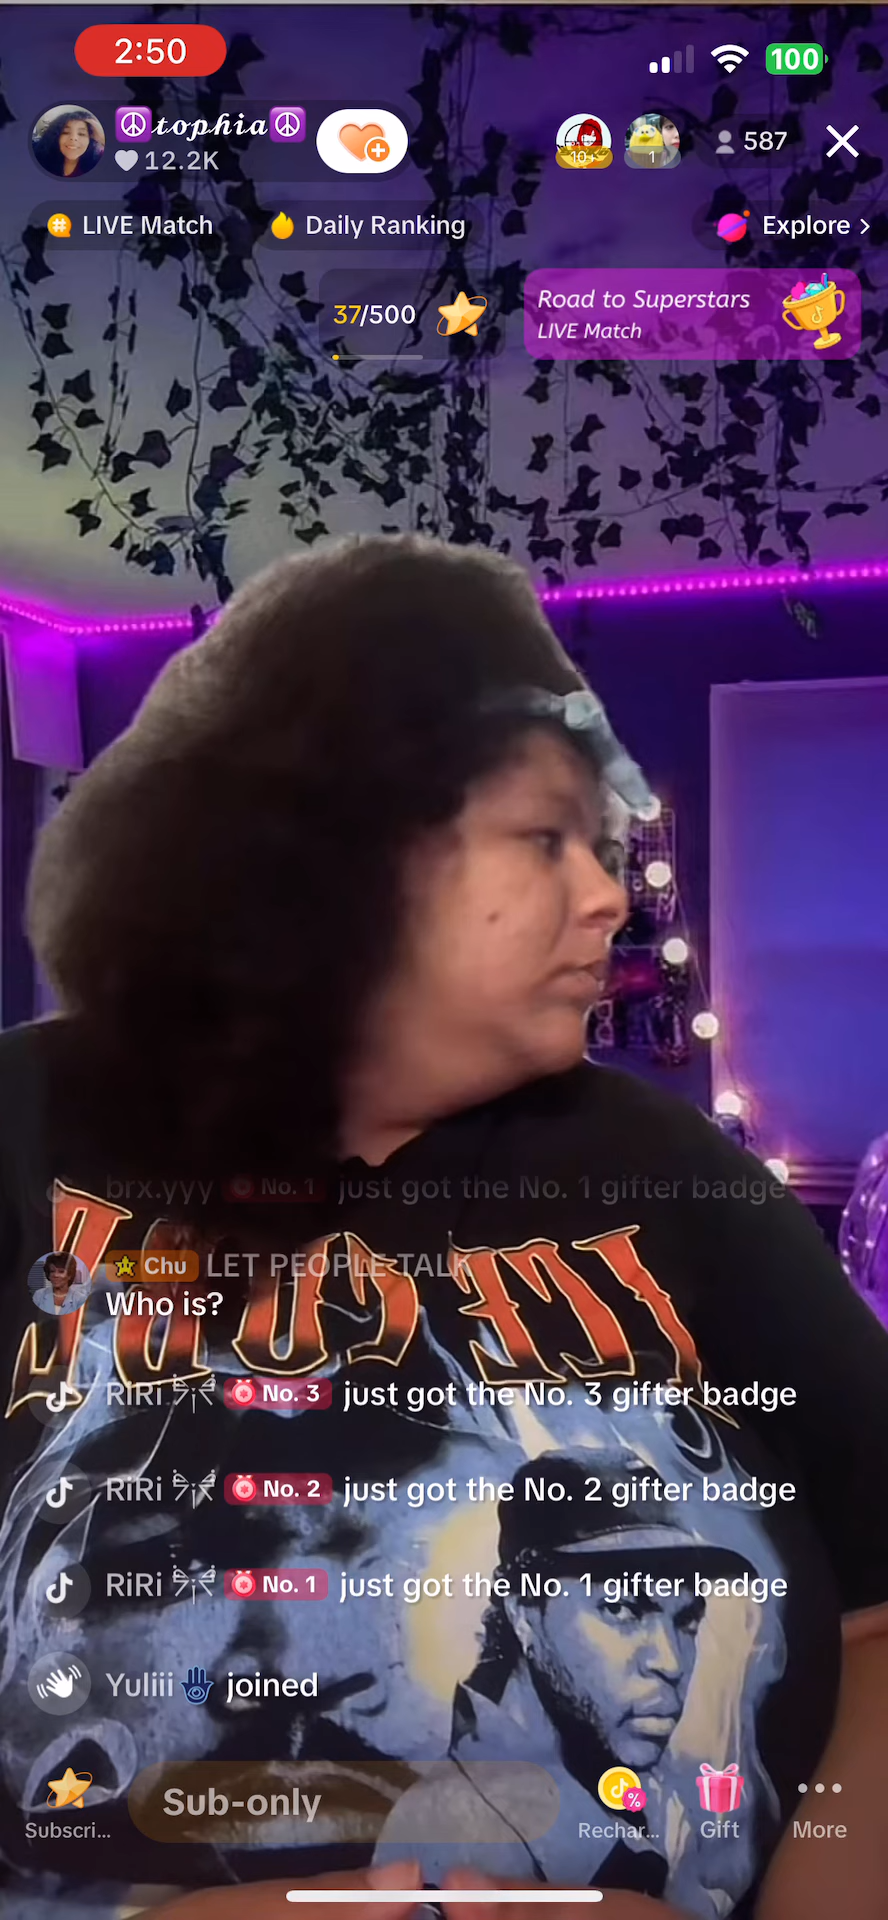 2:50
100
☮️𝓽𝓸𝓹𝓱𝓲𝓪☮️
12.2K
10+
1
587
LIVE Match
Daily Ranking
Explore >
37/500
Road to Superstars
LIVE Match
brx.yyy No. 1 just got the No. 1 gifter badge
Chu LET PEOPLE TALK
Who is?
RiRi No. 3 just got the No. 3 gifter badge
RiRi No. 2 just got the No. 2 gifter badge
RiRi No. 1 just got the No. 1 gifter badge
Yuliii🪬 joined
Subscri...
Sub-only
Rechar...
Gift
More